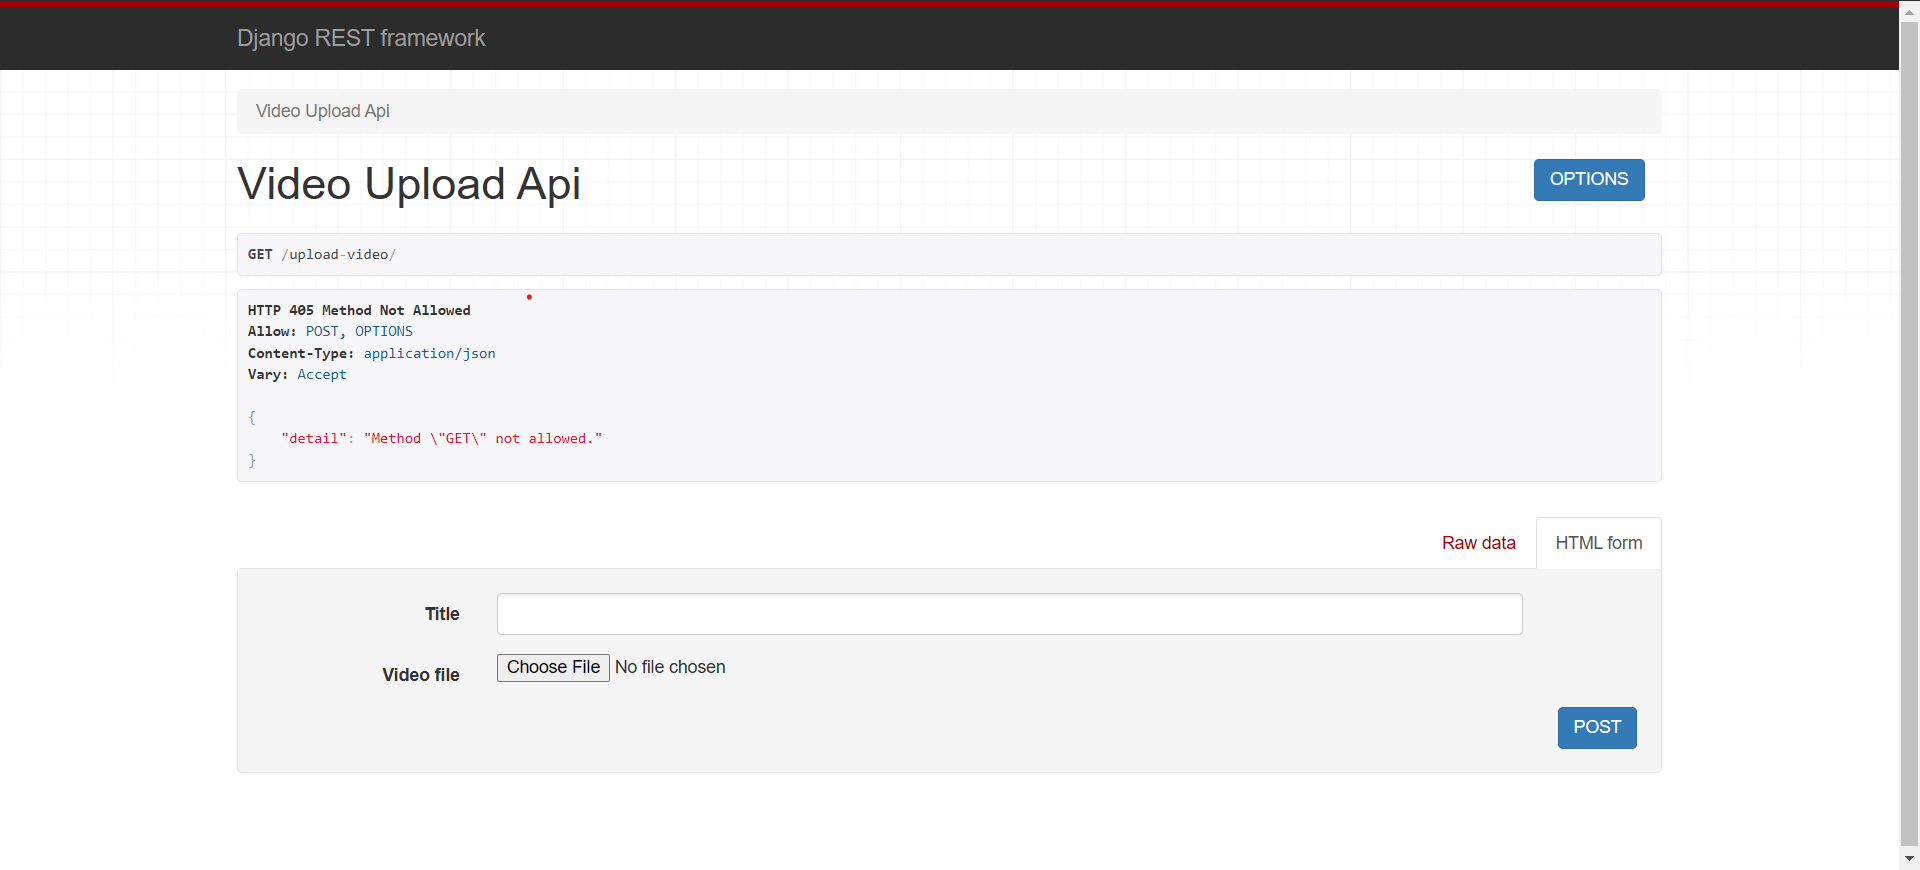 Django REST framework
Video Upload Api
Video Upload Api
OPTIONS
GET /upload-video/
HTTP 405 Method Not Allowed
Allow: POST, OPTIONS
Content-Type: application/json
Vary: Accept
{
"detail": "Method \"GET\" not allowed."
}
Raw data
HTML form
Title
Video file
Choose File No file chosen
POST